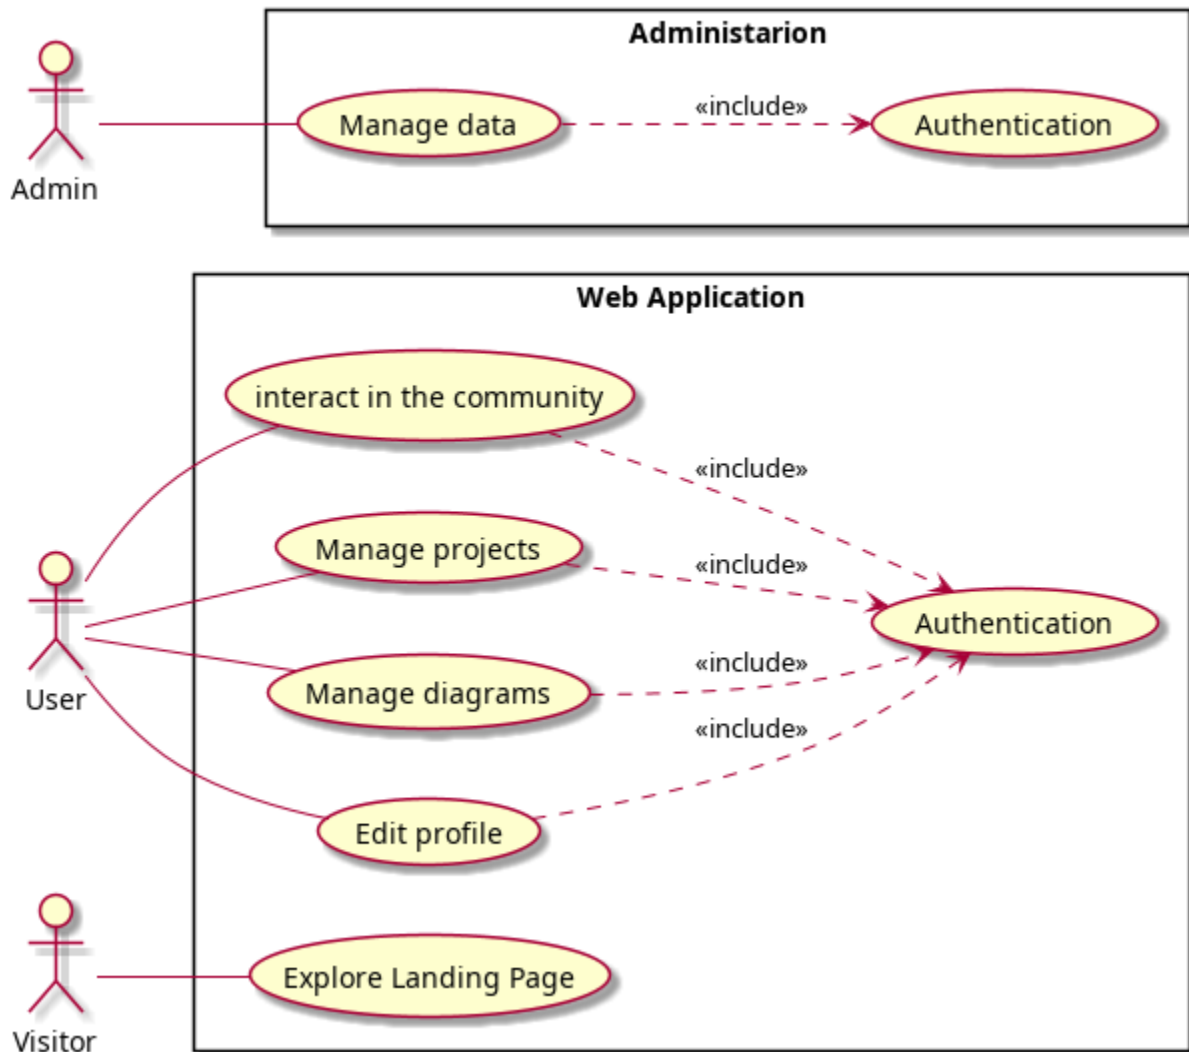 Administarion
Manage data
«include»
Authentication
Admin
Web Application
interact in the community
«include»
Manage projects
«include»
Authentication
User
Manage diagrams
«include»
«include»
Edit profile
Explore Landing Page
Visitor